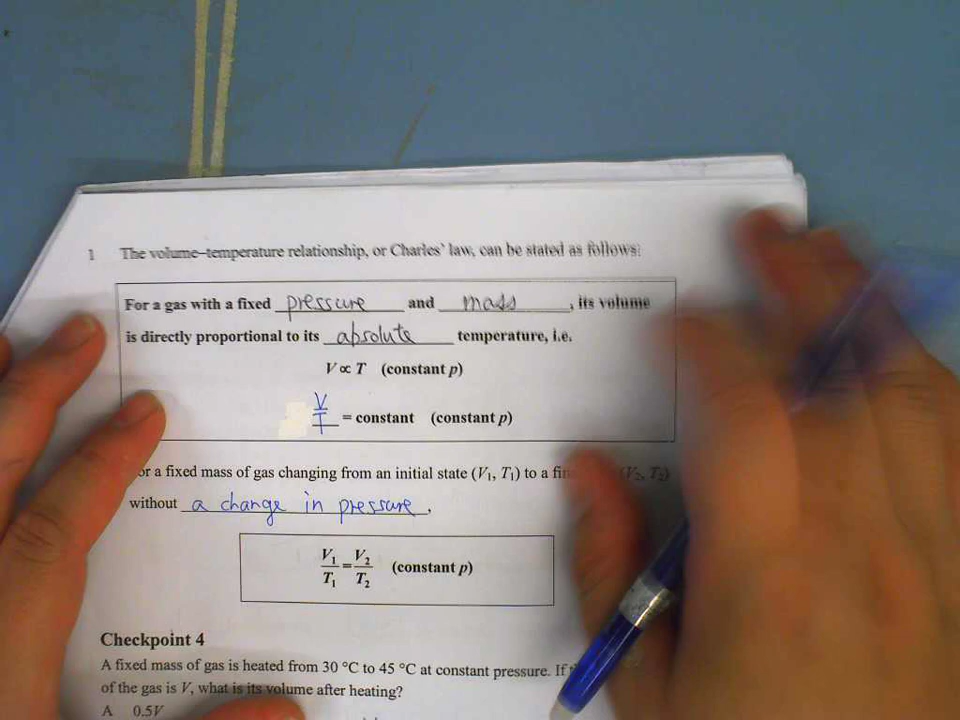 1 The volume–temperature relationship, or Charles' law, can be stated as follows:
For a gas with a fixed pressure and mass, its volume
is directly proportional to its absolute temperature, i.e.
V ∝ T (constant p)
V/T = constant (constant p)
or a fixed mass of gas changing from an initial state (V₁, T₁) to a (V₂, T₂)
without a change in pressure,
V₁/T₁ = V₂/T₂ (constant p)
Checkpoint 4
A fixed mass of gas is heated from 30 °C to 45 °C at constant pressure. If
of the gas is V, what is its volume after heating?
A 0.5V